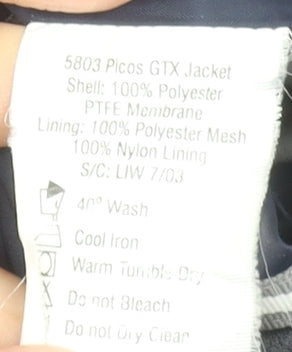 5803 Picos GTX Jacket
Shell: 100% Polyester
PTFE Membrane
Lining: 100% Polyester Mesh
100% Nylon Lining
S/C: LIW 7/03
40° Wash
Cool Iron
Warm Tumble Dry
Do not Bleach
Do not Dry Clean